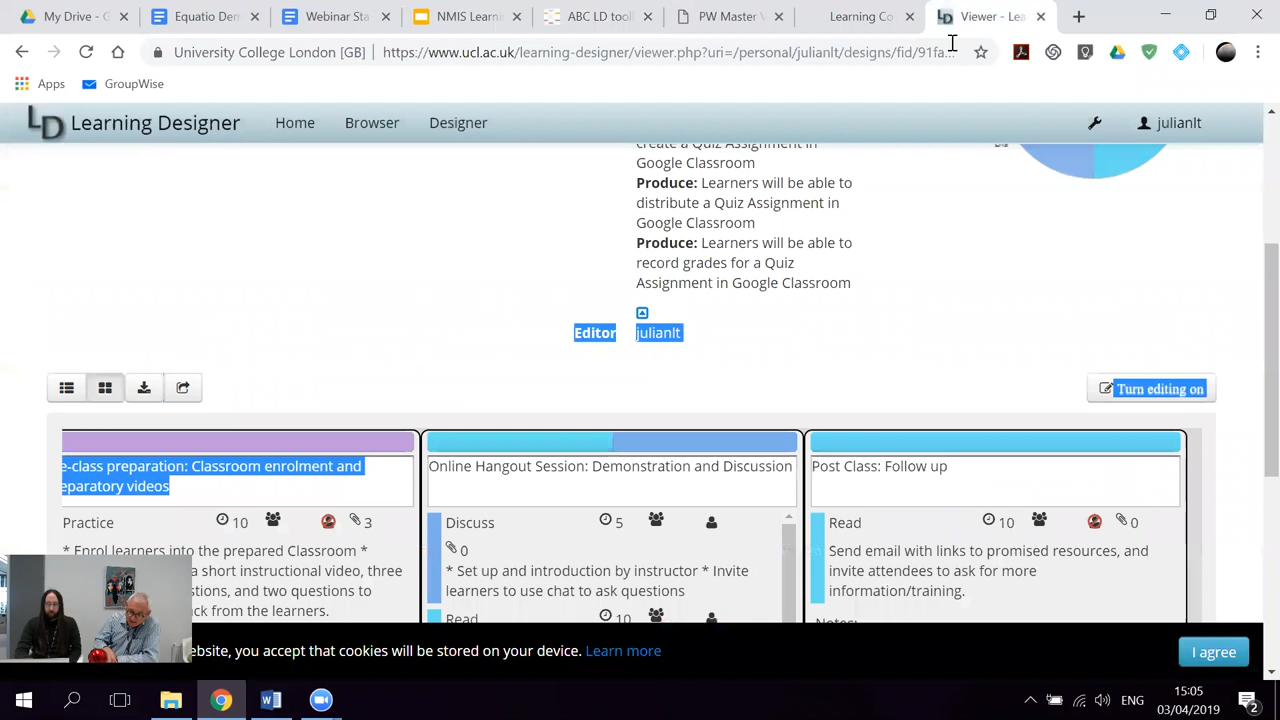 My Drive - G
Equatio Der
Webinar Sta
NMIS Learni
ABC LD tool
PW Master V
Learning Co
Viewer - Lea
University College London [GB]
https://www.ucl.ac.uk/learning-designer/viewer.php?uri=/personal/julianlt/designs/fid/91fa...
Apps
GroupWise
LD Learning Designer
Home
Browser
Designer
julianlt
create a Quiz Assignment in
Google Classroom
Produce: Learners will be able to
distribute a Quiz Assignment in
Google Classroom
Produce: Learners will be able to
record grades for a Quiz
Assignment in Google Classroom
Editor julianlt
Turn editing on
e-class preparation: Classroom enrolment and
eparatory videos
Practice 10 3
* Enrol learners into the prepared Classroom *
a short instructional video, three
stions, and two questions to
ck from the learners.
Online Hangout Session: Demonstration and Discussion
Discuss 5
0
* Set up and introduction by instructor * Invite
learners to use chat to ask questions
Read 10
Post Class: Follow up
Read 10 0
Send email with links to promised resources, and
invite attendees to ask for more
information/training.
Notes:
ebsite, you accept that cookies will be stored on your device. Learn more
I agree
ENG
15:05
03/04/2019
2